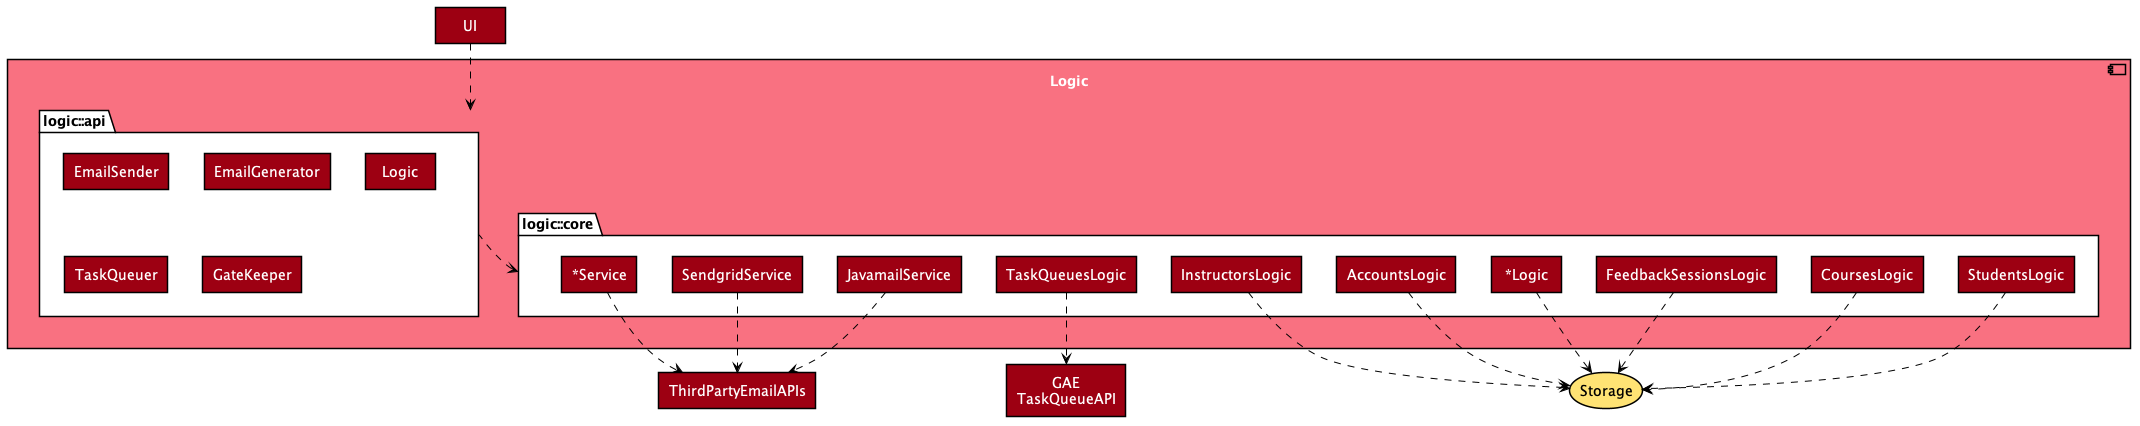 UI
Logic
logic::api
EmailSender
EmailGenerator
Logic
TaskQueuer
GateKeeper
logic::core
*Service
SendgridService
JavamailService
TaskQueuesLogic
InstructorsLogic
AccountsLogic
*Logic
FeedbackSessionsLogic
CoursesLogic
StudentsLogic
ThirdPartyEmailAPIs
GAE
TaskQueueAPI
Storage